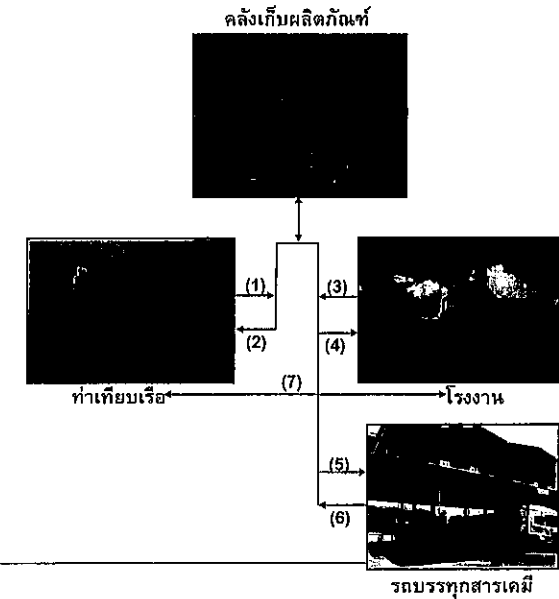 คลังเก็บผลิตภัณฑ์
(1)
(3)
(2)
(4)
(7)
ท่าเทียบเรือ
โรงงาน
(5)
(6)
รถบรรทุกสารเคมี